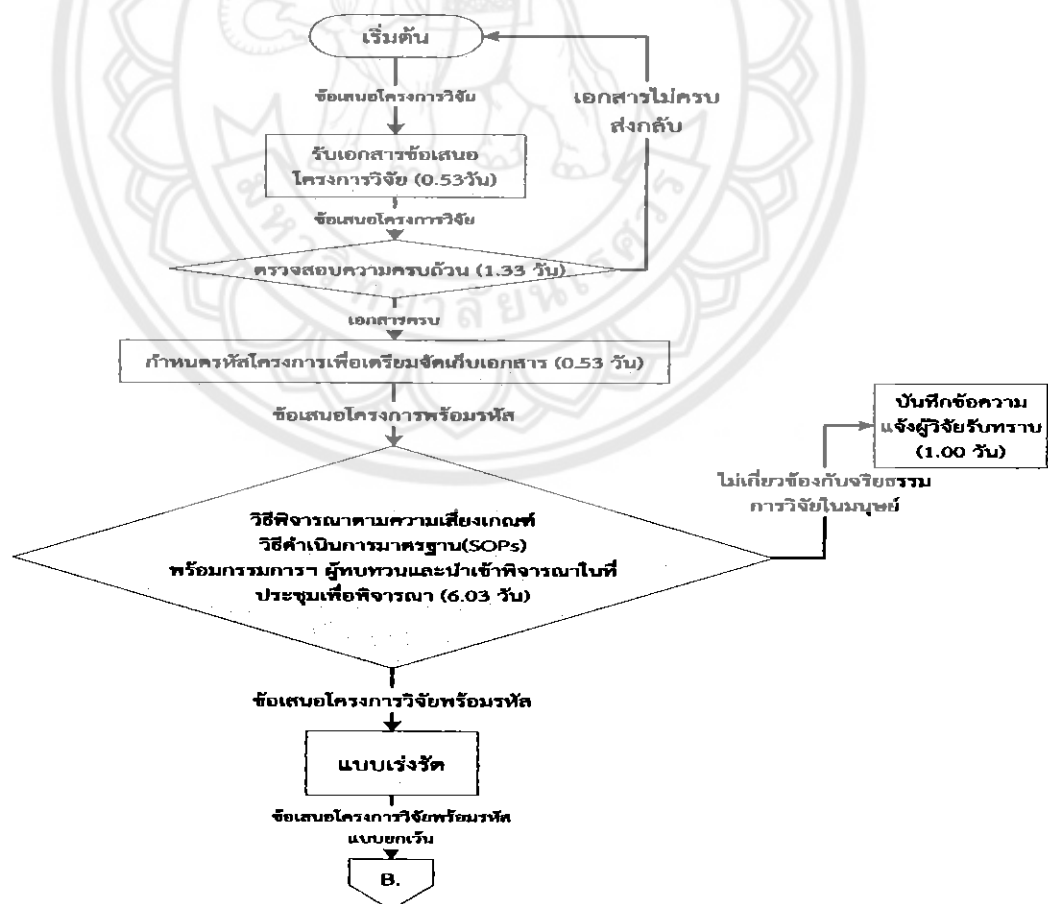 เริ่มต้น
ข้อเสนอโครงการวิจัย
เอกสารไม่ครบ
ส่งกลับ
รับเอกสารข้อเสนอ
โครงการวิจัย (0.53วัน)
ข้อเสนอโครงการวิจัย
ตรวจสอบความครบถ้วน (1.33 วัน)
เอกสารครบ
กำหนดรหัสโครงการเพื่อเตรียมจัดเก็บเอกสาร (0.53 วัน)
ข้อเสนอโครงการพร้อมรหัส
บันทึกข้อความ
แจ้งผู้วิจัยรับทราบ
(1.00 วัน)
ไม่เกี่ยวข้องกับจริยธรรม
การวิจัยในมนุษย์
วิธีพิจารณาตามความเสี่ยงเกณฑ์
วิธีดำเนินการมาตรฐาน(SOPs)
พร้อมกรรมการฯ ผู้ทบทวนและนำเข้าพิจารณาในที่
ประชุมเพื่อพิจารณา (6.03 วัน)
ข้อเสนอโครงการวิจัยพร้อมรหัส
แบบเร่งรัด
ข้อเสนอโครงการวิจัยพร้อมรหัส
แบบยกเว้น
B.
มหาวิทยาลัยนเรศวร